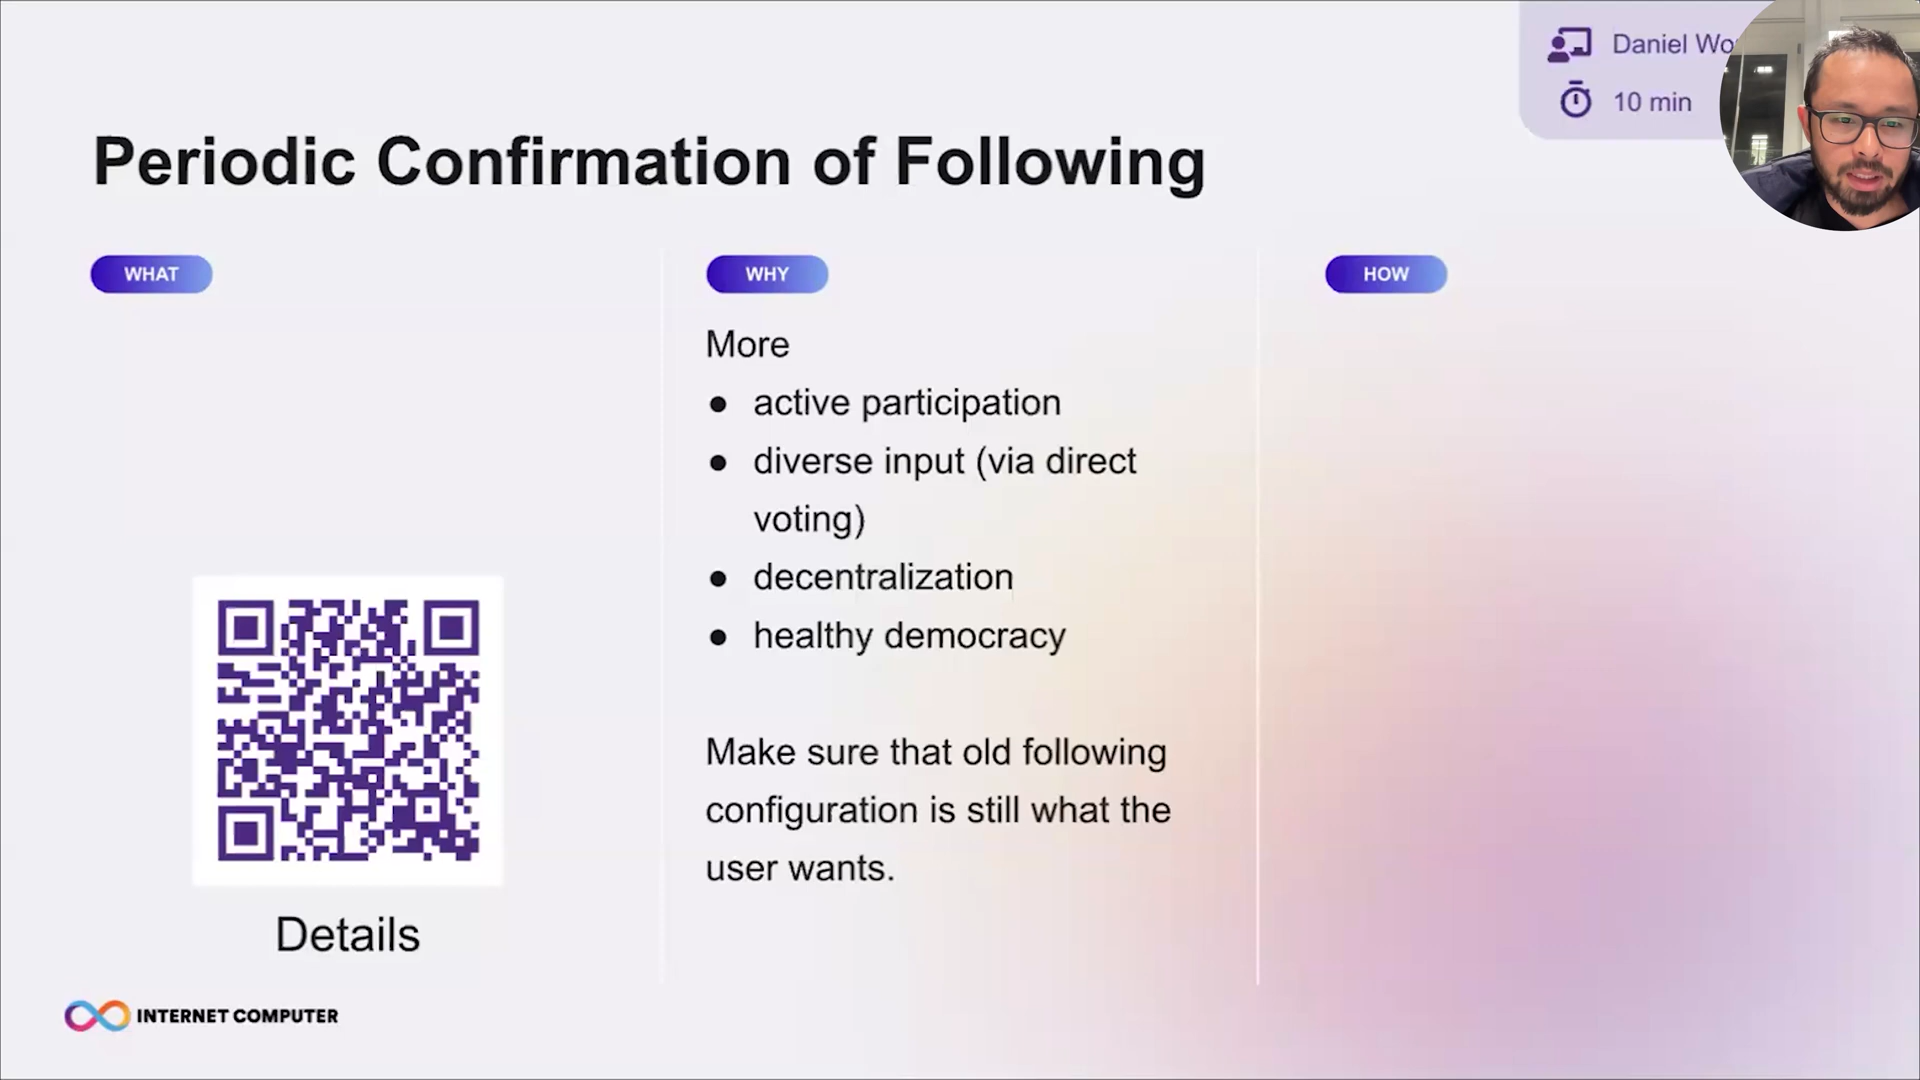 Daniel
10 min
Periodic Confirmation of Following
WHAT
WHY
HOW
More
● active participation
● diverse input (via direct
voting)
● decentralization
● healthy democracy
Make sure that old following
configuration is still what the
user wants.
Details
INTERNET COMPUTER